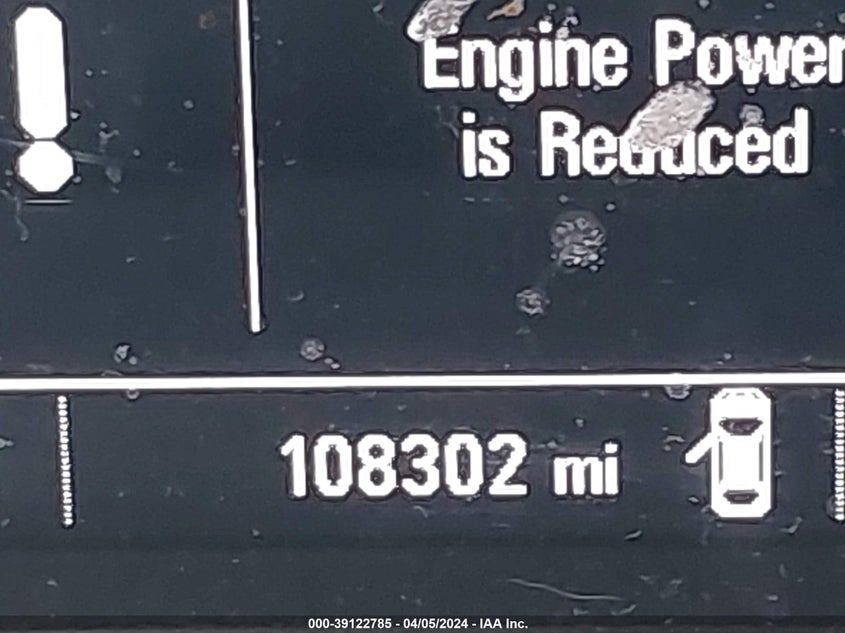 Engine Power
is Reduced
108302 mi
000-39122785 - 04/05/2024 - IAA Inc.